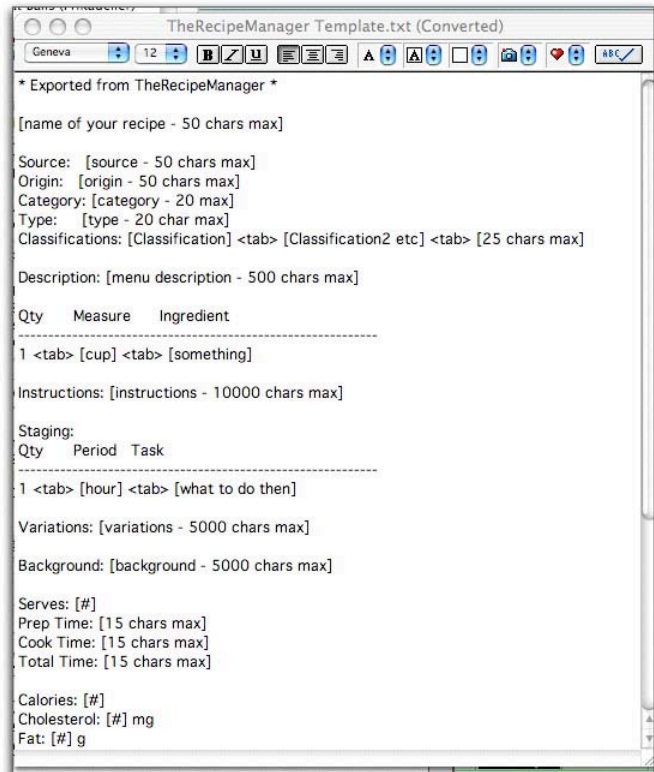 TheRecipeManager Template.txt (Converted)
Geneva 12 B I U A A ABC
* Exported from TheRecipeManager *
[name of your recipe - 50 chars max]
Source: [source - 50 chars max]
Origin: [origin - 50 chars max]
Category: [category - 20 max]
Type: [type - 20 char max]
Classifications: [Classification] <tab> [Classification2 etc] <tab> [25 chars max]
Description: [menu description - 500 chars max]
Qty Measure Ingredient
------------------------------------------------------------
1 <tab> [cup] <tab> [something]
Instructions: [instructions - 10000 chars max]
Staging:
Qty Period Task
------------------------------------------------------------
1 <tab> [hour] <tab> [what to do then]
Variations: [variations - 5000 chars max]
Background: [background - 5000 chars max]
Serves: [#]
Prep Time: [15 chars max]
Cook Time: [15 chars max]
Total Time: [15 chars max]
Calories: [#]
Cholesterol: [#] mg
Fat: [#] g